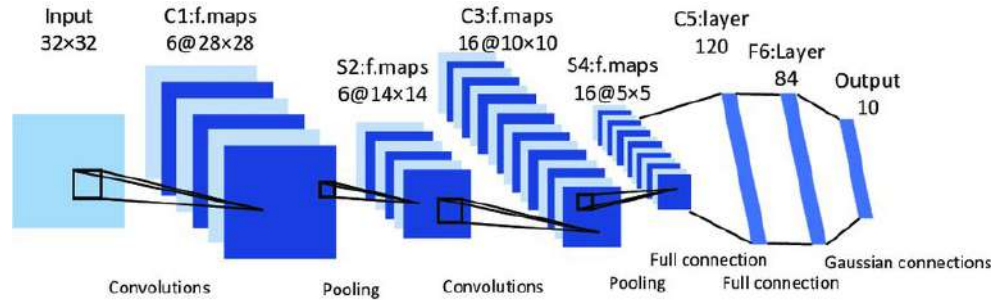 Input
32×32
C1:f.maps
6@28×28
S2:f.maps
6@14×14
C3:f.maps
16@10×10
S4:f.maps
16@5×5
C5:layer
120
F6:Layer
84
Output
10
Convolutions
Pooling
Convolutions
Pooling
Full connection
Full connection
Gaussian connections